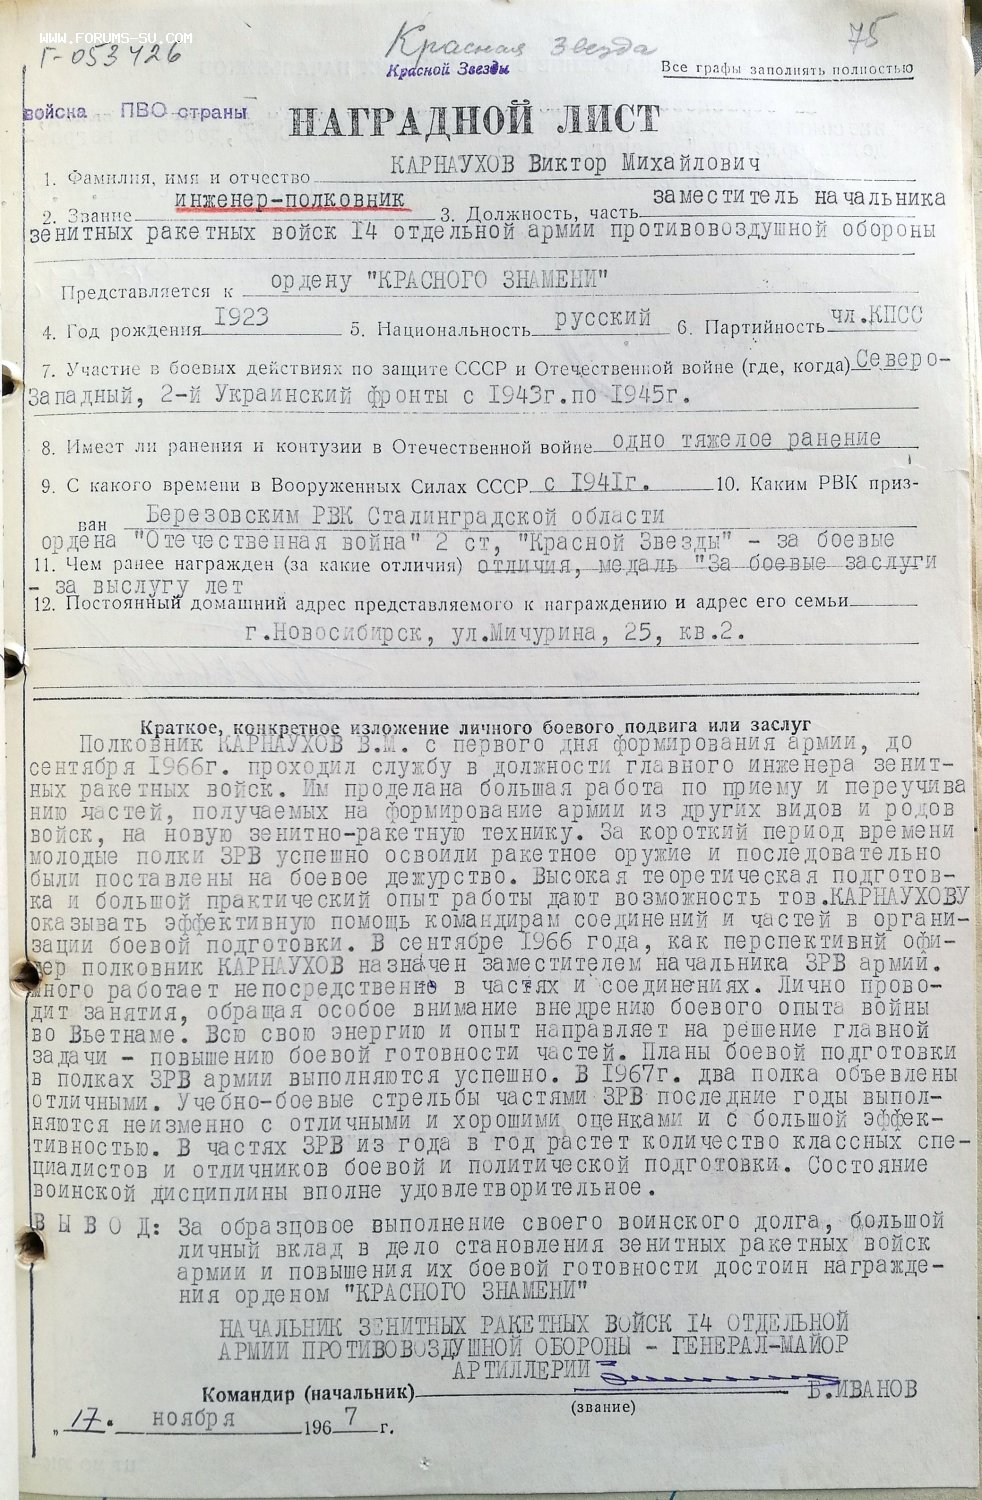 WWW.FORUMS-SU.COM
Г-053426
Красная Звезда
75
Красной Звезды
Все графы заполнять полностью
войска ПВО страны
НАГРАДНОЙ ЛИСТ
1. Фамилия, имя и отчество КАРНАУХОВ Виктор Михайлович
2. Звание инженер-полковник 3. Должность, часть заместитель начальника
зенитных ракетных войск 14 отдельной армии противовоздушной обороны
Представляется к ордену "КРАСНОГО ЗНАМЕНИ"
4. Год рождения 1923 5. Национальность русский 6. Партийность чл.КПСС
7. Участие в боевых действиях по защите СССР и Отечественной войне (где, когда) Северо-
Западный, 2-й Украинский фронты с 1943г.по 1945г.
8. Имеет ли ранения и контузии в Отечественной войне одно тяжелое ранение
9. С какого времени в Вооруженных Силах СССР с 1941г. 10. Каким РВК приз-
ван Березовским РВК Сталинградской области
ордена "Отечественная война" 2 ст, "Красной Звезды" - за боевые
11. Чем ранее награжден (за какие отличия) отличия, медаль "За боевые заслуги
- за выслугу лет
12. Постоянный домашний адрес представляемого к награждению и адрес его семьи
г.Новосибирск, ул.Мичурина, 25, кв.2.
Краткое, конкретное изложение личного боевого подвига или заслуг
Полковник КАРНАУХОВ В.М. с первого дня формирования армии, до
сентября 1966г. проходил службу в должности главного инженера зенит-
ных ракетных войск. Им проделана большая работа по приему и переучива
нию частей, получаемых на формирование армии из других видов и родов
войск, на новую зенитно-ракетную технику. За короткий период времени
молодые полки ЗРВ успешно освоили ракетное оружие и последовательно
были поставлены на боевое дежурство. Высокая теоретическая подготов-
ка и большой практический опыт работы дают возможность тов.КАРНАУХОВУ
оказывать эффективную помощь командирам соединений и частей в органи-
зации боевой подготовки. В сентябре 1966 года, как перспективнй офи-
цер полковник КАРНАУХОВ назначен заместителем начальника ЗРВ армии.
Много работает непосредственно в частях и соединениях. Лично прово-
дит занятия, обращая особое внимание внедрению боевого опыта войны
во Вьетнаме. Всю свою энергию и опыт направляет на решение главной
задачи - повышению боевой готовности частей. Планы боевой подготовки
в полках ЗРВ армии выполняются успешно. В 1967г. два полка объевлены
отличными. Учебно-боевые стрельбы частями ЗРВ последние годы выпол-
няются неизменно с отличными и хорошими оценками и с большой эффек-
тивностью. В частях ЗРВ из года в год растет количество классных спе-
циалистов и отличников боевой и политической подготовки. Состояние
воинской дисциплины вполне удовлетворительное.
В Ы В О Д: За образцовое выполнение своего воинского долга, большой
личный вклад в дело становления зенитных ракетных войск
армии и повышения их боевой готовности достоин награжде-
ния орденом "КРАСНОГО ЗНАМЕНИ"
НАЧАЛЬНИК ЗЕНИТНЫХ РАКЕТНЫХ ВОЙСК 14 ОТДЕЛЬНОЙ
АРМИИ ПРОТИВОВОЗДУШНОЙ ОБОРОНЫ - ГЕНЕРАЛ-МАЙОР
АРТИЛЛЕРИИ
Командир (начальник) Б.ИВАНОВ
(звание)
„17." ноября 1967 г.